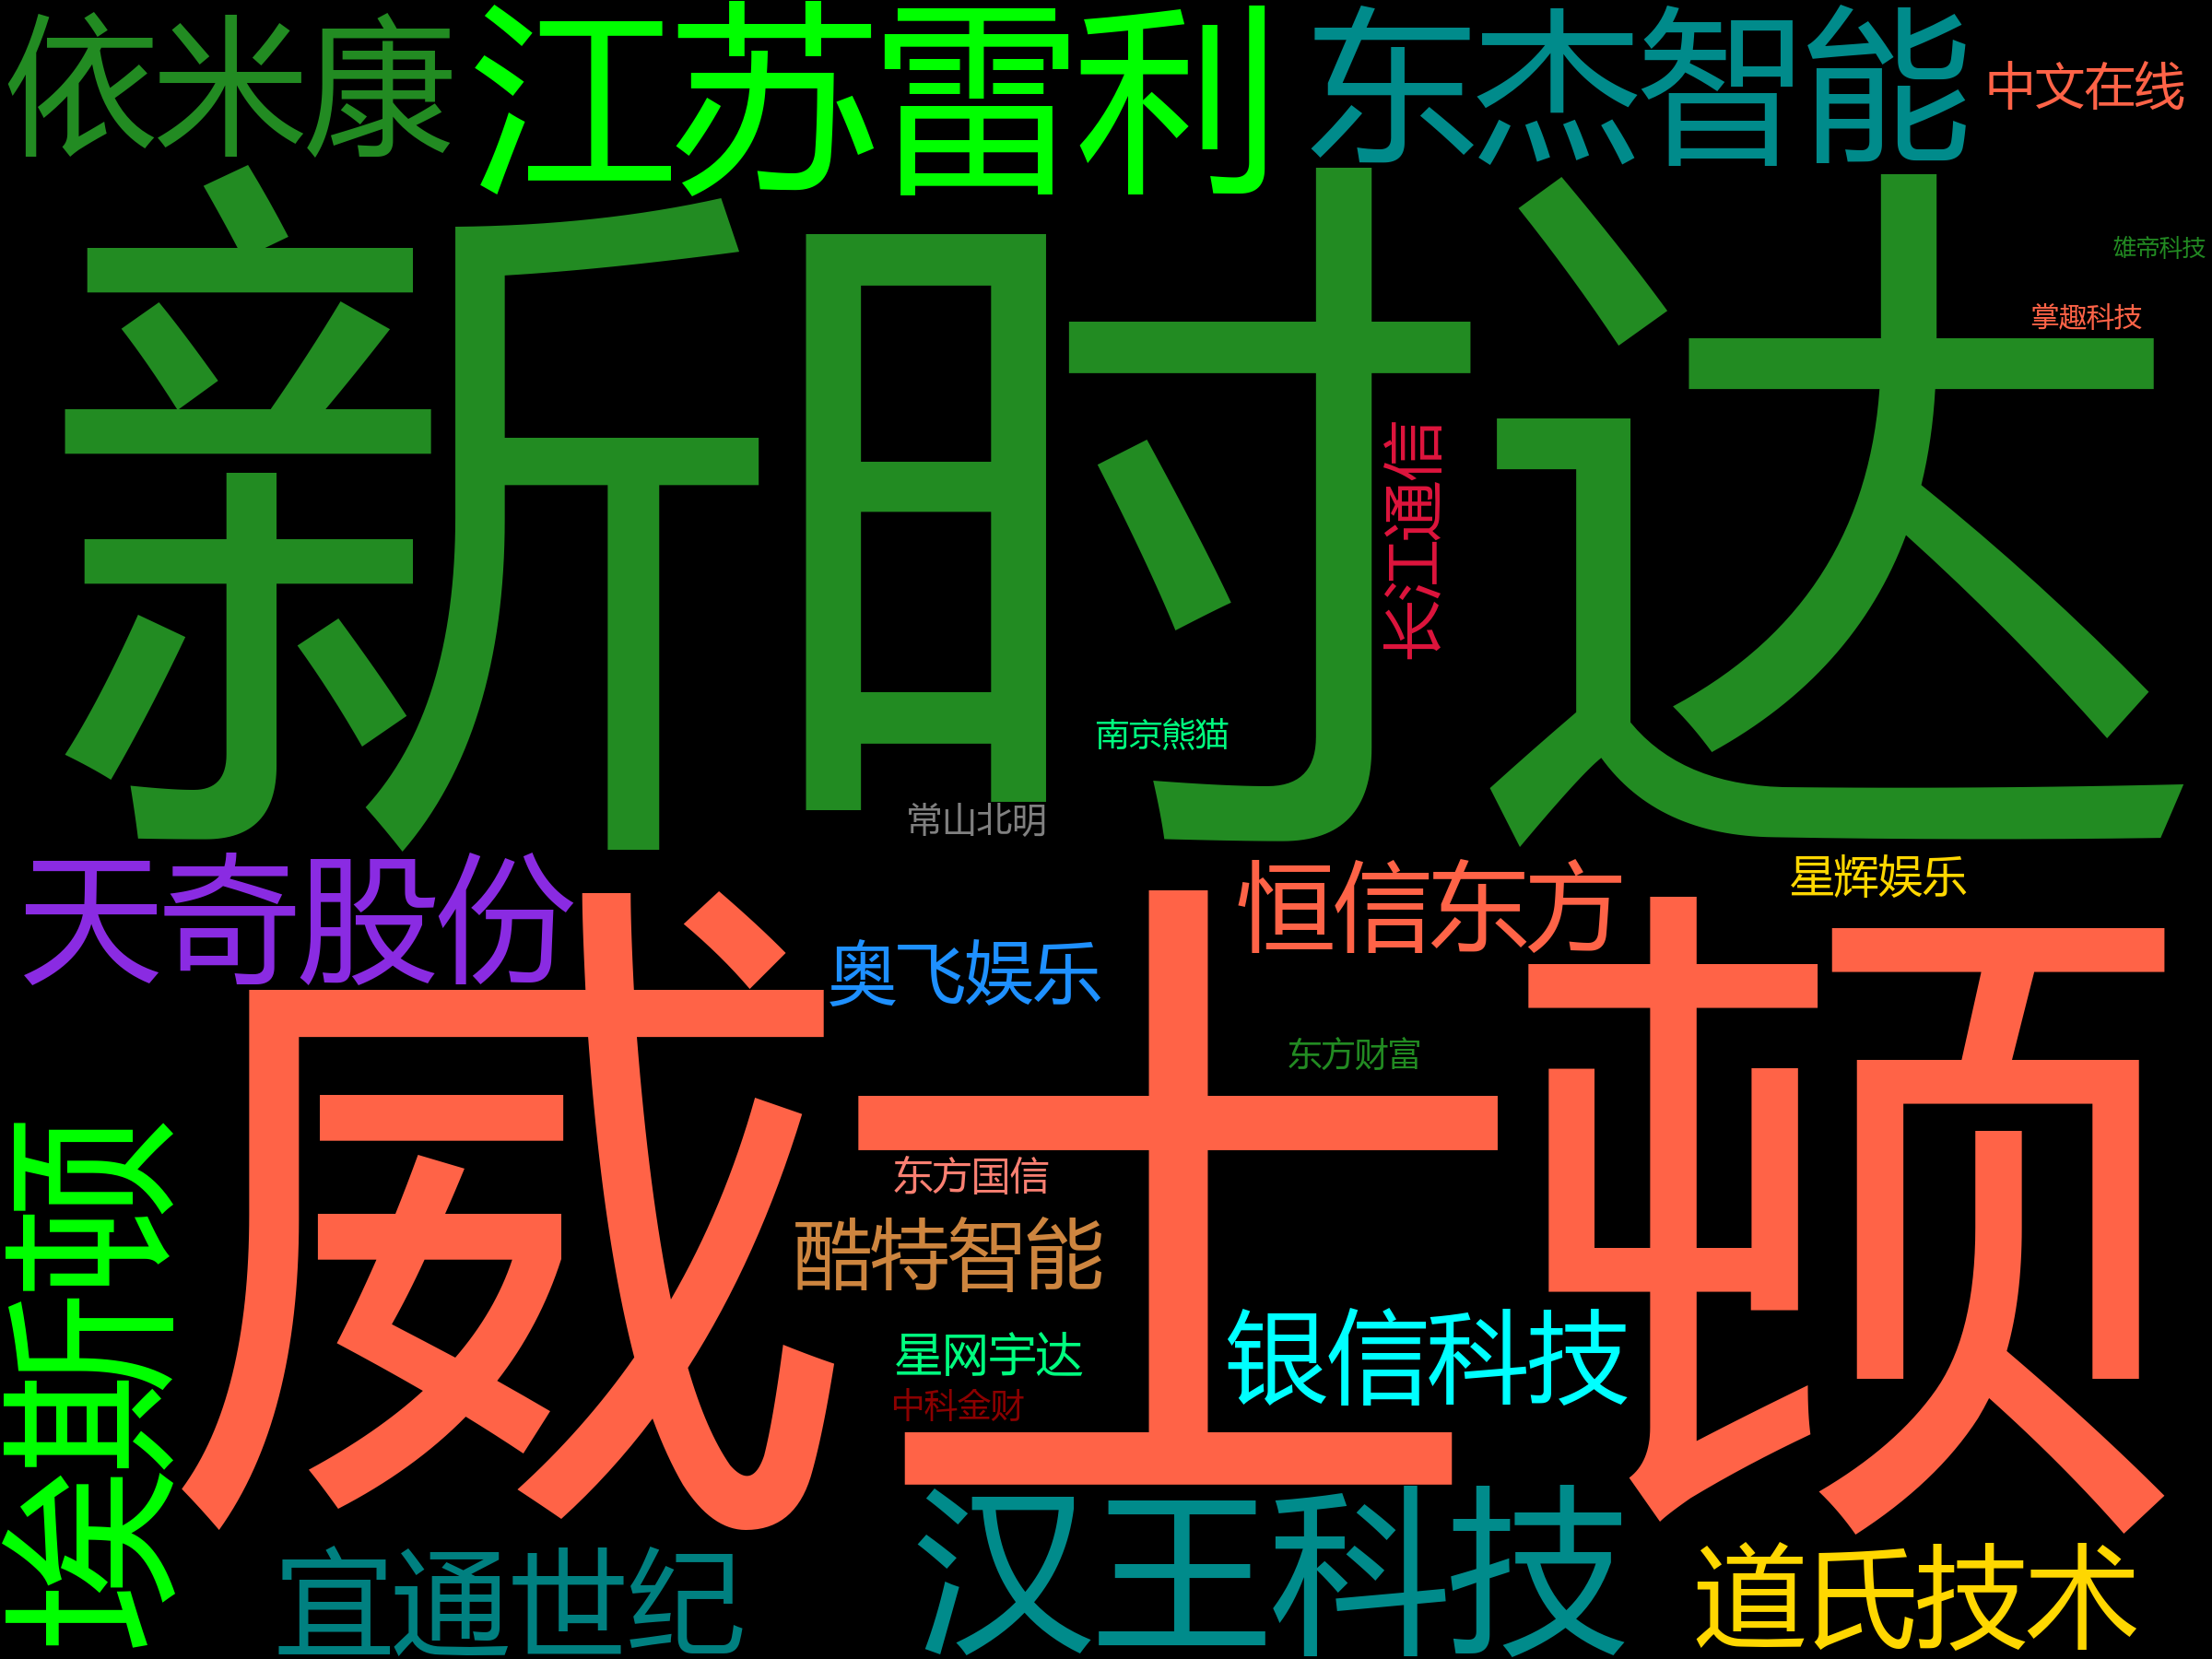 依米康
江苏雷利
东杰智能
中文在线
雄帝科技
掌趣科技
新时达
长江通信
南京熊猫
常山北明
天奇股份
恒信东方
星辉娱乐
奥飞娱乐
东方财富
威士顿
埃斯顿
东方国信
酷特智能
银信科技
星网宇达
中科金财
汉王科技
宜通世纪
道氏技术